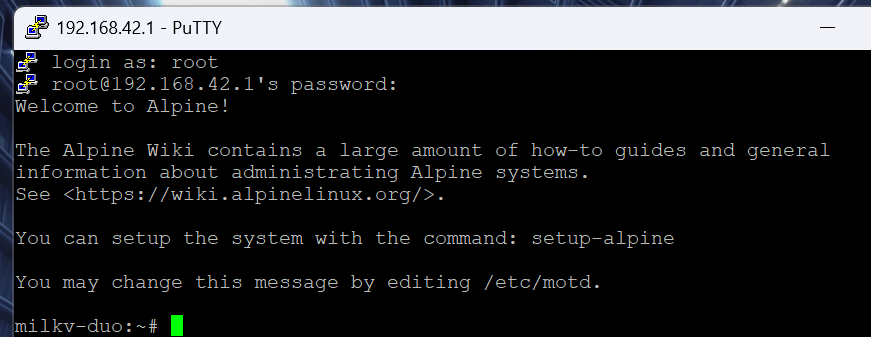 192.168.42.1 - PuTTY
login as: root
root@192.168.42.1's password:
Welcome to Alpine!
The Alpine Wiki contains a large amount of how-to guides and general
information about administrating Alpine systems.
See <https://wiki.alpinelinux.org/>.
You can setup the system with the command: setup-alpine
You may change this message by editing /etc/motd.
milkv-duo:~#